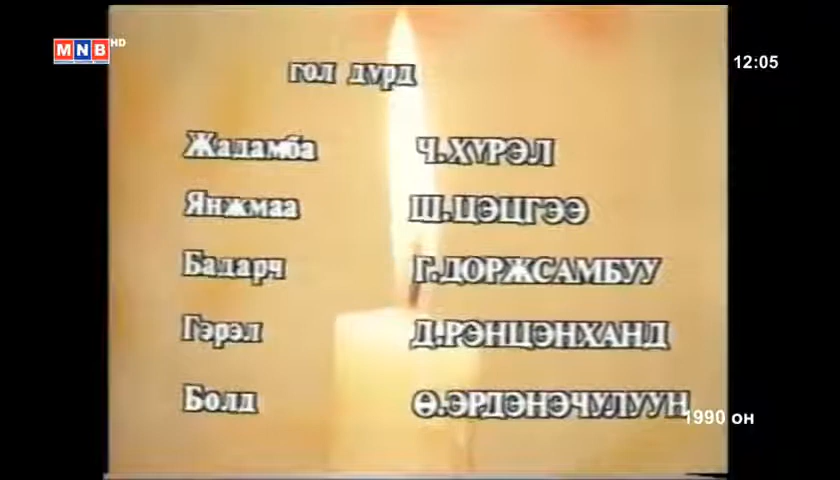 MNB HD
12:05
гол дүрд
Жадамба Ч.ХҮРЭЛ
Янжмаа Ш.ЦЭЦГЭЭ
Бадарч Г.ДОРЖСАМБУУ
Гэрэл Д.РЭНЦЭНХАНД
Болд Ө.ЭРДЭНЭЧУЛУУН
1990 он